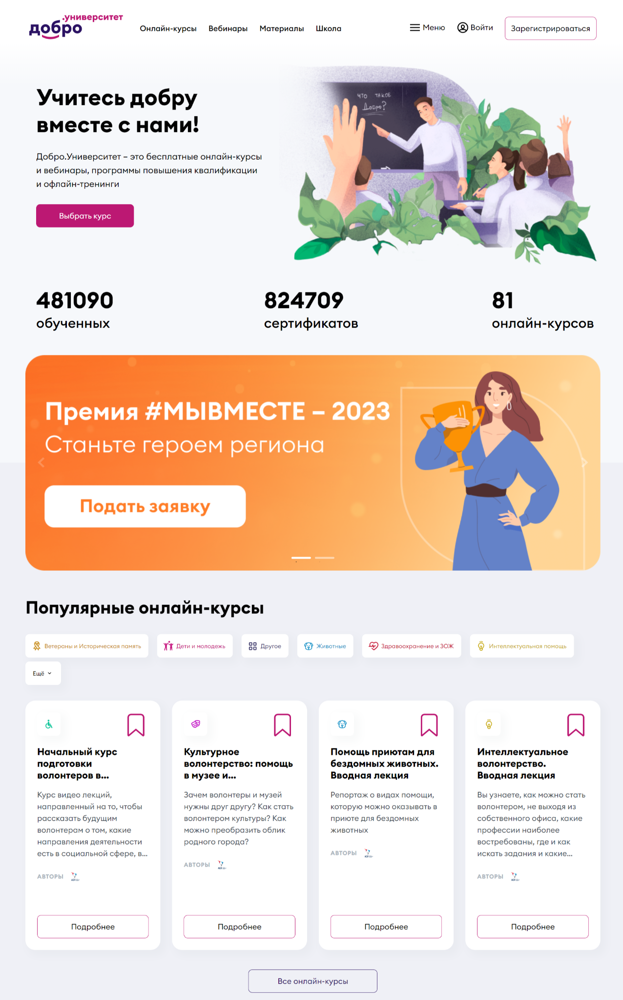 добро.университет
Онлайн-курсы
Вебинары
Материалы
Школа
Меню
Войти
Зарегистрироваться
Учитесь добру
вместе с нами!
Добро.Университет – это бесплатные онлайн-курсы
и вебинары, программы повышения квалификации
и офлайн-тренинги
Выбрать курс
ЧТО ТАКОЕ
Добро?
481090
обученных
824709
сертификатов
81
онлайн-курсов
Премия #МЫВМЕСТЕ – 2023
Станьте героем региона
Подать заявку
Популярные онлайн-курсы
Ветераны и Историческая память
Дети и молодежь
Другое
Животные
Здравоохранение и ЗОЖ
Интеллектуальная помощь
Ещё
Начальный курс
подготовки
волонтеров в...
Курс видео лекций,
направленный на то, чтобы
рассказать будущим
волонтерам о том, какие
направления деятельности
есть в социальной сфере, в...
АВТОРЫ
Подробнее
Культурное
волонтерство: помощь
в музее и...
Зачем волонтеры и музей
нужны друг другу? Как стать
волонтером культуры? Как
можно преобразить облик
родного города?
АВТОРЫ
Подробнее
Помощь приютам для
бездомных животных.
Вводная лекция
Репортаж о видах помощи,
которую можно оказывать в
приюте для бездомных
животных
АВТОРЫ
Подробнее
Интеллектуальное
волонтерство.
Вводная лекция
Вы узнаете, как можно стать
волонтером, не выходя из
собственного офиса, какие
профессии наиболее
востребованы, где и как
искать задания и какие...
АВТОРЫ
Подробнее
Все онлайн-курсы